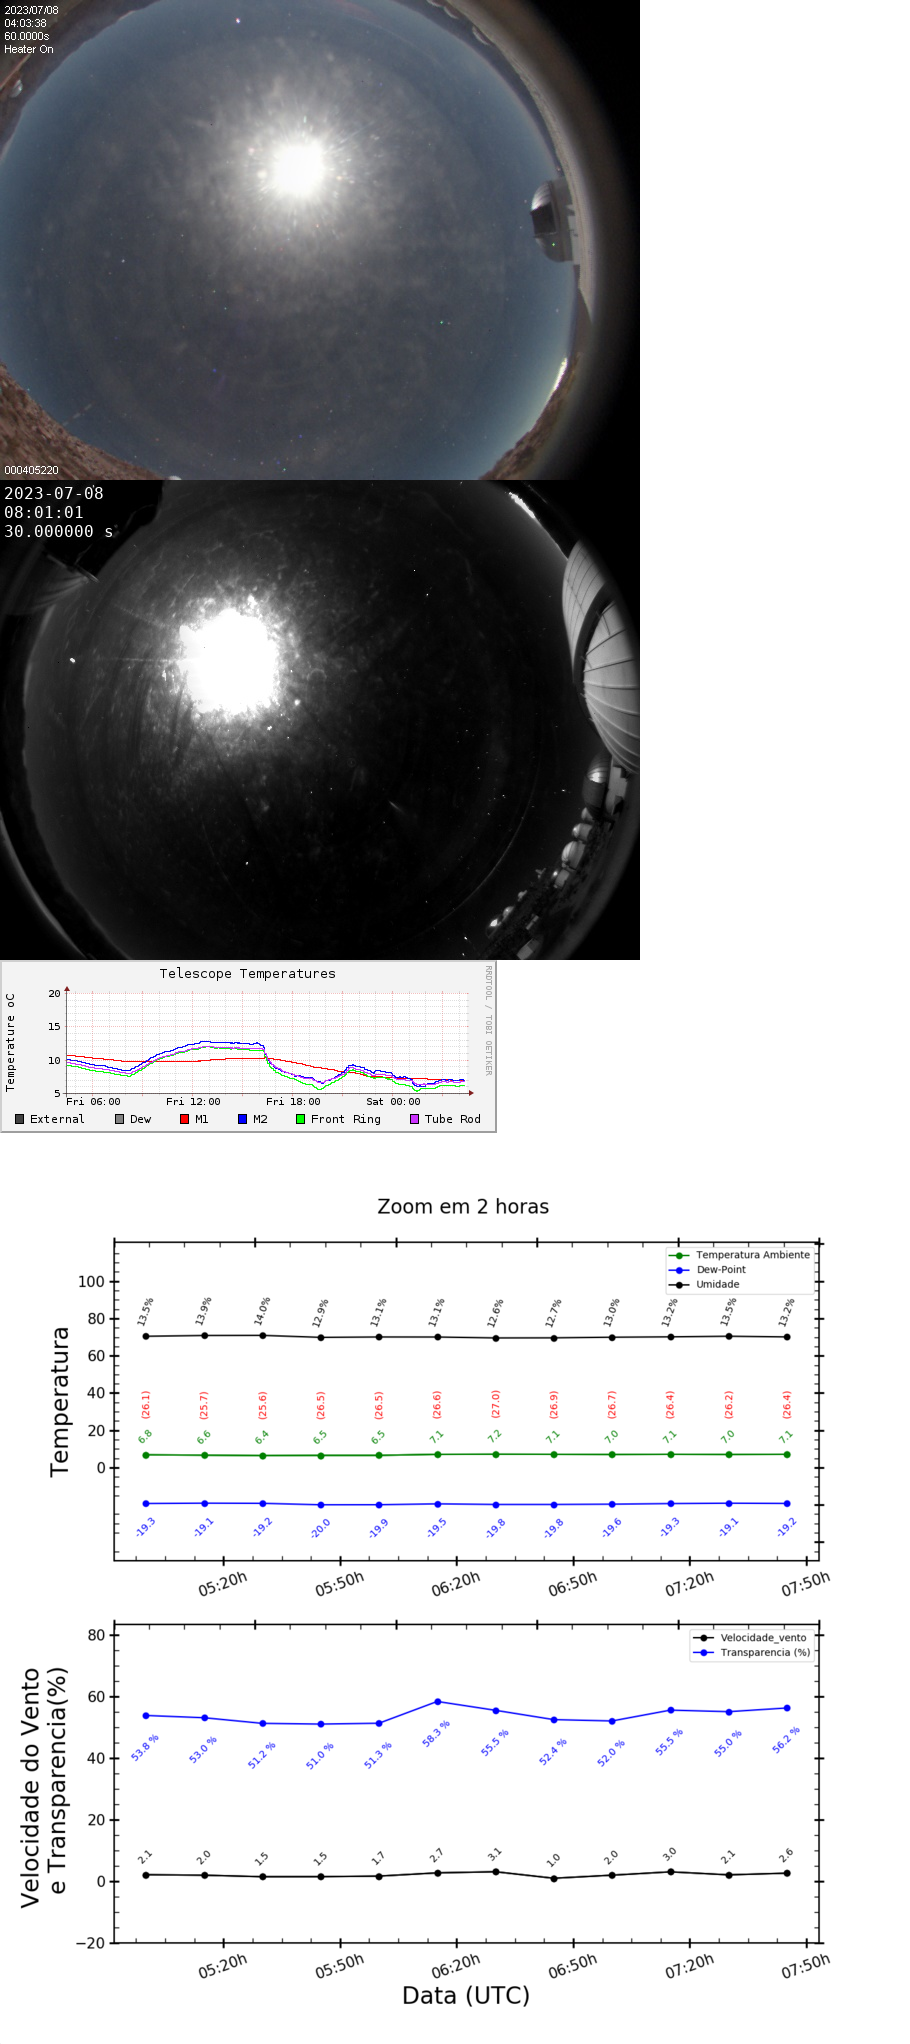 2023/07/08
04:03:38
60.0000s
Heater On
000405220
2023-07-08
08:01:01
30.000000 s
Telescope Temperatures
RRDTOOL / TOBI OETIKER
Temperature oC
20
15
10
5
Fri 06:00 Fri 12:00 Fri 18:00 Sat 00:00
External Dew M1 M2 Front Ring Tube Rod
Zoom em 2 horas
Temperatura Ambiente
Dew-Point
Umidade
Temperatura
100
80
60
40
20
0
13.5% 13.9% 14.0% 12.9% 13.1% 13.1% 12.6% 12.7% 13.0% 13.2% 13.5% 13.2%
(26.1) (25.7) (25.6) (26.5) (26.5) (26.6) (27.0) (26.9) (26.7) (26.4) (26.2) (26.4)
6.8 6.6 6.4 6.5 6.5 7.1 7.2 7.1 7.0 7.1 7.0 7.1
-19.3 -19.1 -19.2 -20.0 -19.9 -19.5 -19.8 -19.8 -19.6 -19.3 -19.1 -19.2
05:20h 05:50h 06:20h 06:50h 07:20h 07:50h
Velocidade_vento
Transparencia (%)
Velocidade do Vento
e Transparencia(%)
80
60
40
20
0
−20
53.8 % 53.0 % 51.2 % 51.0 % 51.3 % 58.3 % 55.5 % 52.4 % 52.0 % 55.5 % 55.0 % 56.2 %
2.1 2.0 1.5 1.5 1.7 2.7 3.1 1.0 2.0 3.0 2.1 2.6
05:20h 05:50h 06:20h 06:50h 07:20h 07:50h
Data (UTC)